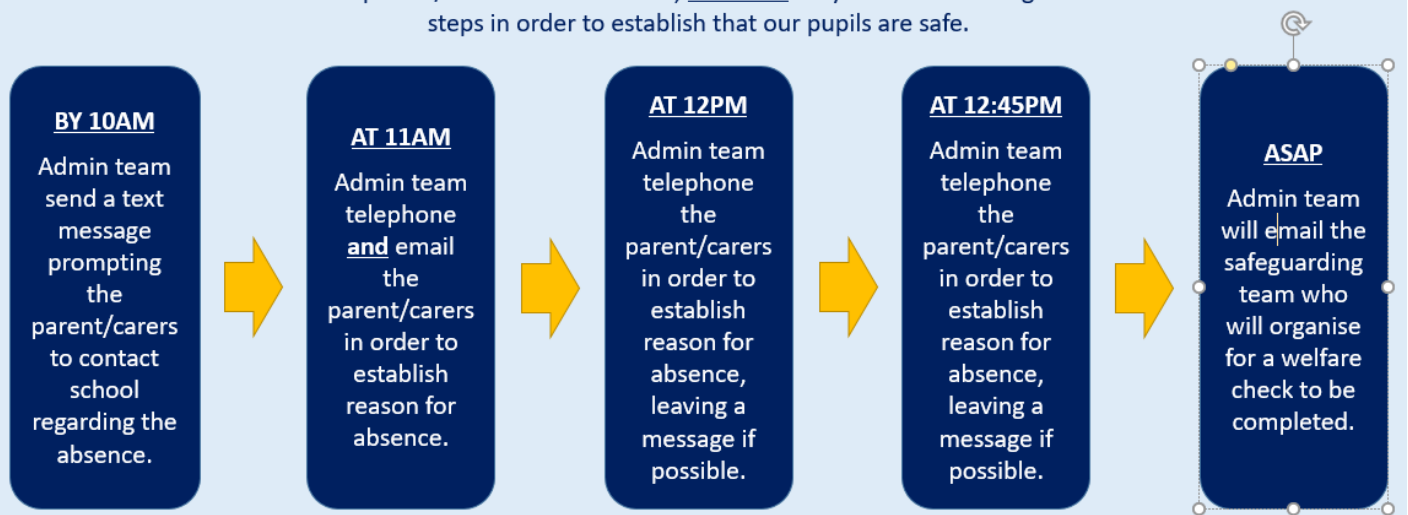 steps in order to establish that our pupils are safe.
BY 10AM
Admin team
send a text
message
prompting
the
parent/carers
to contact
school
regarding the
absence.
AT 11AM
Admin team
telephone
and email
the
parent/carers
in order to
establish
reason for
absence.
AT 12PM
Admin team
telephone
the
parent/carers
in order to
establish
reason for
absence,
leaving a
message if
possible.
AT 12:45PM
Admin team
telephone
the
parent/carers
in order to
establish
reason for
absence,
leaving a
message if
possible.
ASAP
Admin team
will email the
safeguarding
team who
will organise
for a welfare
check to be
completed.